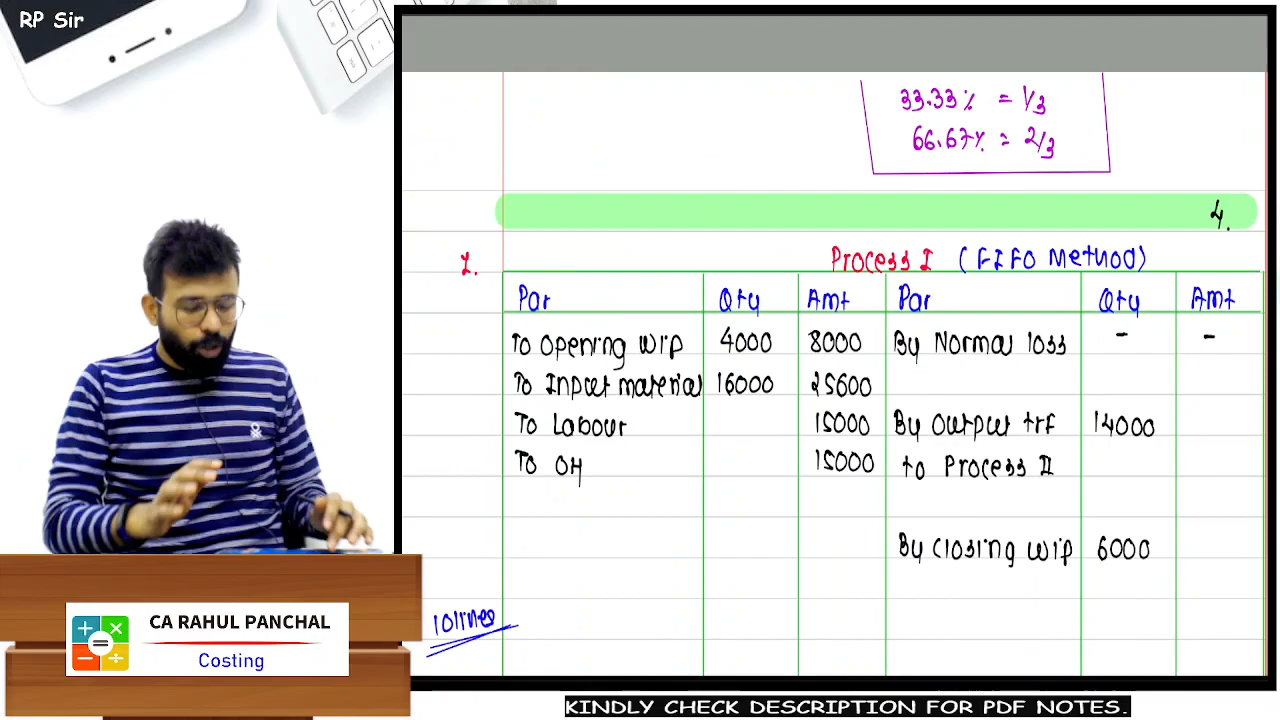 RP Sir
33.33% = 1/3
66.67% = 2/3
4.
1. Process I (FIFO Method)
Par Qty Amt Par Qty Amt
To Opening WIP 4000 8000 By Normal loss - -
To Input material 16000 25600
To Labour 15000 By Output trf 14000
To OH 15000 to Process II
By Closing WIP 6000
10 lines
CA RAHUL PANCHAL
Costing
KINDLY CHECK DESCRIPTION FOR PDF NOTES.